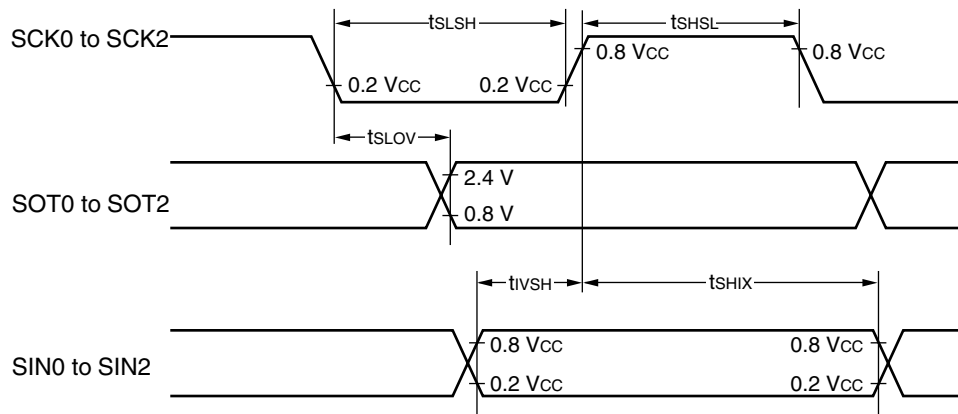 tSLSH tSHSL
SCK0 to SCK2
0.8 VCC 0.8 VCC
0.2 VCC 0.2 VCC
tSLOV
2.4 V
SOT0 to SOT2
0.8 V
tIVSH tSHIX
0.8 VCC 0.8 VCC
SIN0 to SIN2
0.2 VCC 0.2 VCC